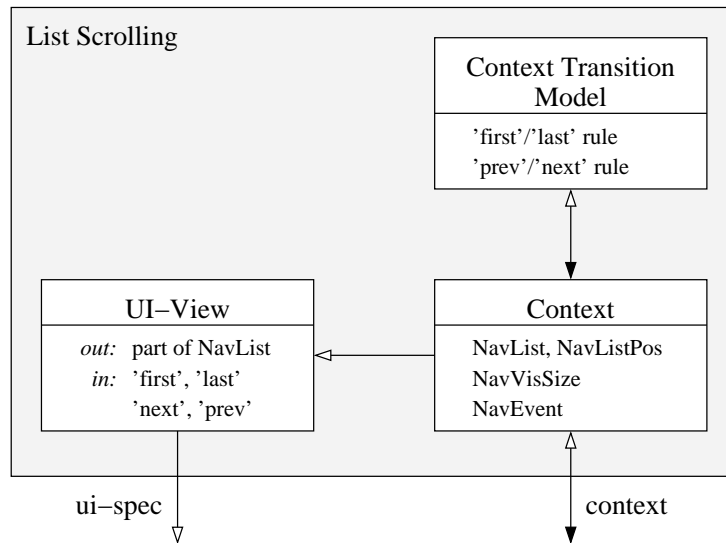 List Scrolling
Context Transition
Model
’first’/’last’ rule
’prev’/’next’ rule
UI−View
out: part of NavList
in: ’first’, ’last’
’next’, ’prev’
Context
NavList, NavListPos
NavVisSize
NavEvent
ui−spec
context